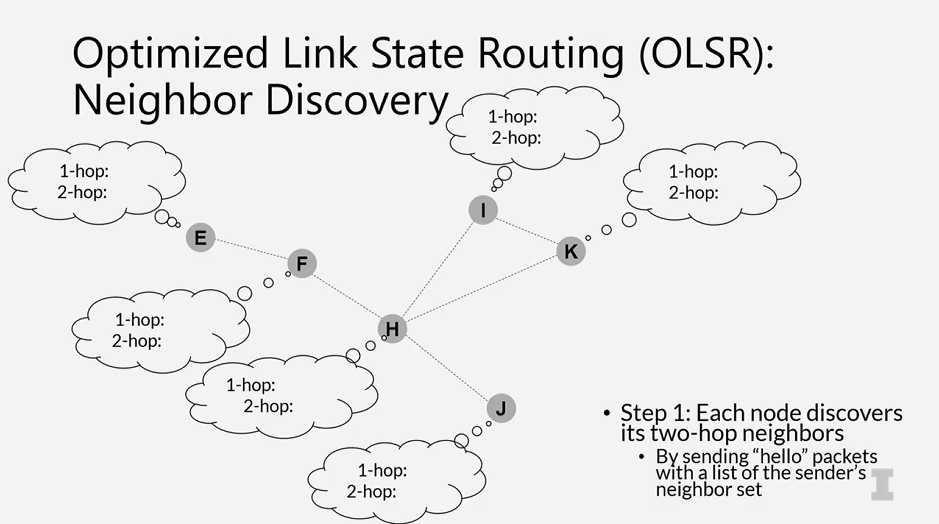 Optimized Link State Routing (OLSR):
Neighbor Discovery
1-hop:
2-hop:
1-hop:
2-hop:
1-hop:
2-hop:
I
E
K
F
1-hop:
2-hop:
H
1-hop:
2-hop:
J
1-hop:
2-hop:
• Step 1: Each node discovers
its two-hop neighbors
• By sending “hello” packets
with a list of the sender’s
neighbor set
I